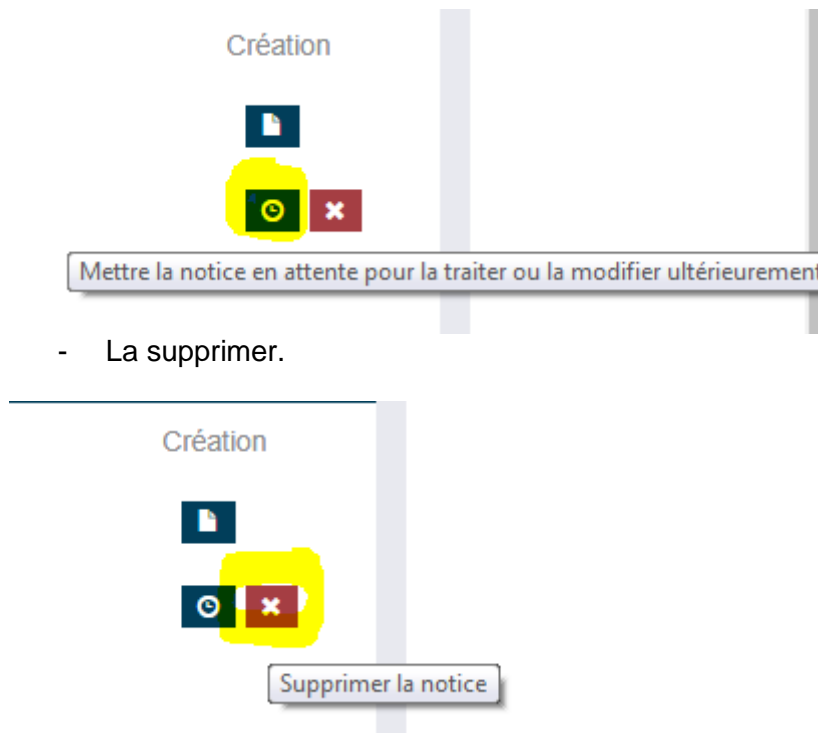 Création
Mettre la notice en attente pour la traiter ou la modifier ultérieurement
- La supprimer.
Création
Supprimer la notice